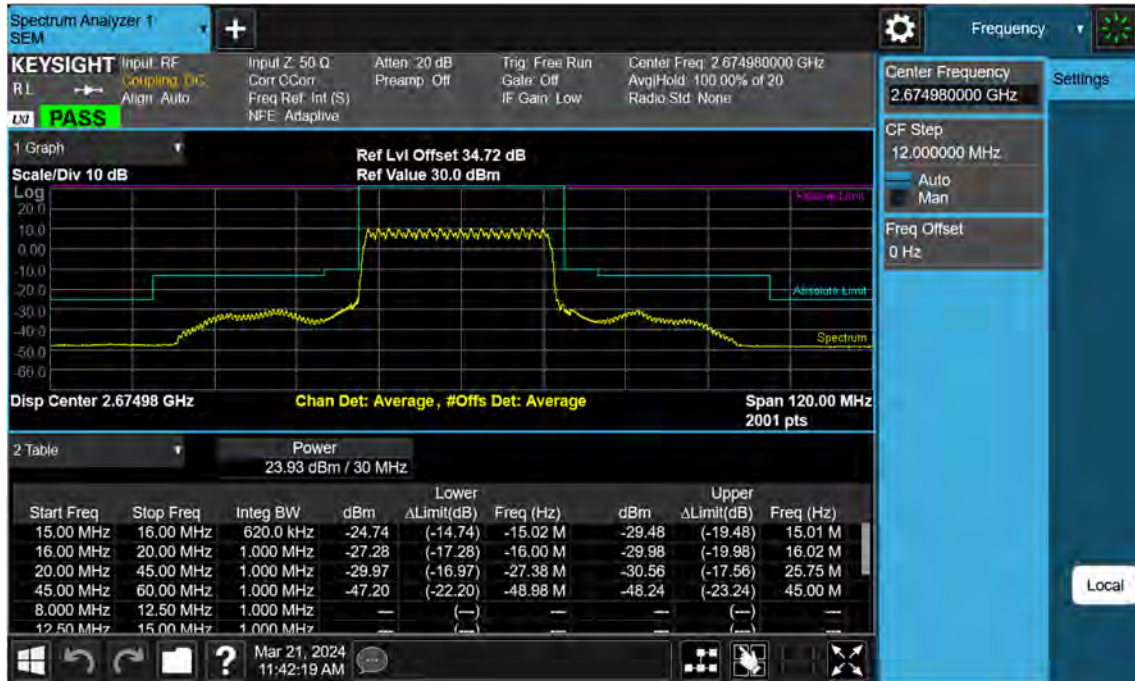 Spectrum Analyzer 1
SEM
+
Frequency
KEYSIGHT
R L
LXI
PASS
Input: RF
Coupling: DC
Align: Auto
Input Z: 50 Ω
Corr CCorr
Freq Ref: Int (S)
NFE: Adaptive
Atten: 20 dB
Preamp: Off
Trig: Free Run
Gate: Off
IF Gain: Low
Center Freq: 2.674980000 GHz
Avg|Hold: 100.00% of 20
Radio Std: None
Center Frequency
2.674980000 GHz
Settings
CF Step
12.000000 MHz
Auto
Man
Freq Offset
0 Hz
1 Graph
Scale/Div 10 dB
Ref Lvl Offset 34.72 dB
Ref Value 30.0 dBm
Log
20.0
10.0
0.00
-10.0
-20.0
-30.0
-40.0
-50.0
-60.0
Relative Limit
Absolute Limit
Spectrum
Disp Center 2.67498 GHz
Chan Det: Average, #Offs Det: Average
Span 120.00 MHz
2001 pts
2 Table
Power
23.93 dBm / 30 MHz
Lower Upper
Start Freq Stop Freq Integ BW dBm ΔLimit(dB) Freq (Hz) dBm ΔLimit(dB) Freq (Hz)
15.00 MHz 16.00 MHz 620.0 kHz -24.74 (-14.74) -15.02 M -29.48 (-19.48) 15.01 M
16.00 MHz 20.00 MHz 1.000 MHz -27.28 (-17.28) -16.00 M -29.98 (-19.98) 16.02 M
20.00 MHz 45.00 MHz 1.000 MHz -29.97 (-16.97) -27.38 M -30.56 (-17.56) 25.75 M
45.00 MHz 60.00 MHz 1.000 MHz -47.20 (-22.20) -48.98 M -48.24 (-23.24) 45.00 M
8.000 MHz 12.50 MHz 1.000 MHz --- (---) --- --- (---) ---
12.50 MHz 15.00 MHz 1.000 MHz --- (---) --- --- (---) ---
Local
?
Mar 21, 2024
11:42:19 AM